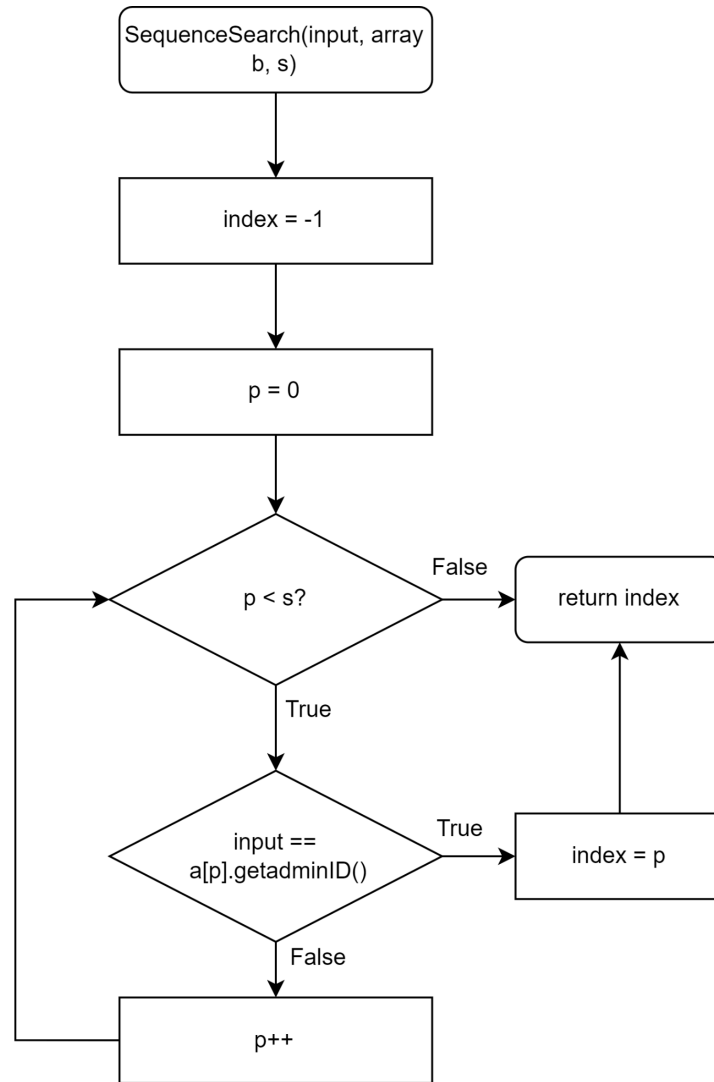 SequenceSearch(input, array
b, s)
index = -1
p = 0
p < s?
False
return index
True
input ==
a[p].getadminID()
True
index = p
False
p++